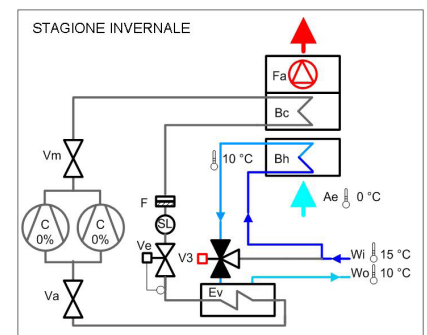 STAGIONE INVERNALE
Fa
Bc
Vm
10 °C
Bh
F
Ae 0 °C
C
0%
C
0%
SL
Ve
V3
Wi 15 °C
Wo 10 °C
Va
Ev